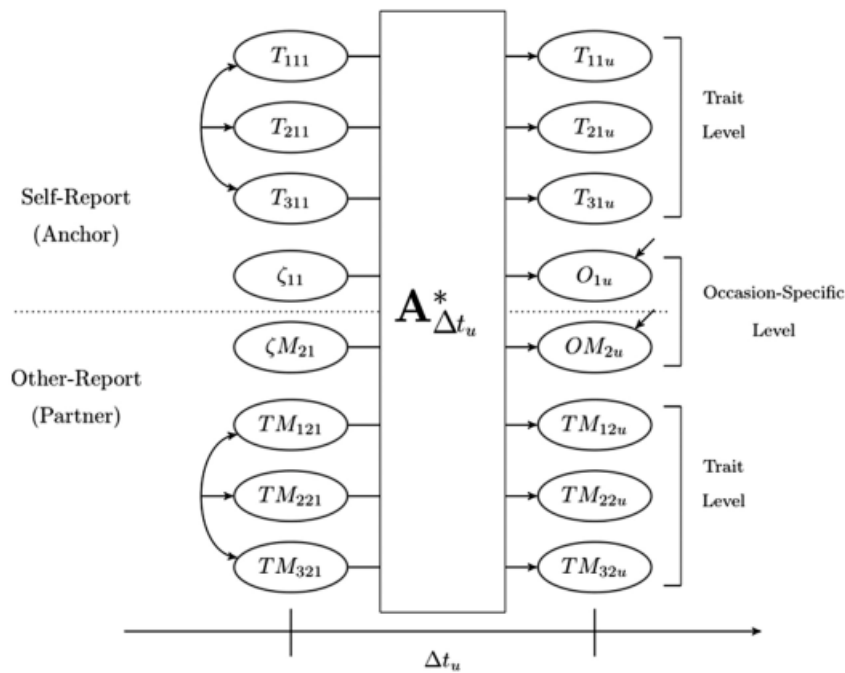 T₁₁₁
T₁₁ᵤ
Trait
Level
T₂₁₁
T₂₁ᵤ
Self-Report
(Anchor)
T₃₁₁
T₃₁ᵤ
ζ₁₁
O₁ᵤ
Occasion-Specific
Level
A*_Δtᵤ
ζM₂₁
OM₂ᵤ
Other-Report
(Partner)
TM₁₂₁
TM₁₂ᵤ
Trait
Level
TM₂₂₁
TM₂₂ᵤ
TM₃₂₁
TM₃₂ᵤ
Δtᵤ